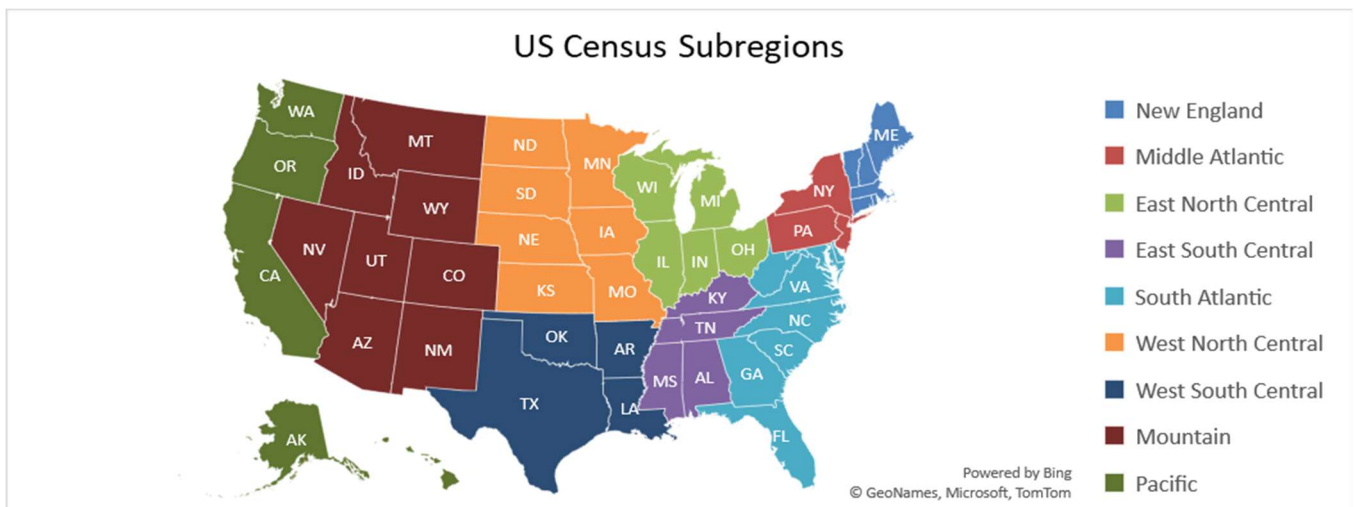 US Census Subregions
WA
OR
CA
AK
MT
ID
WY
NV
UT
CO
AZ
NM
ND
SD
NE
KS
MN
IA
MO
OK
TX
AR
LA
WI
MI
IL
IN
OH
KY
TN
MS
AL
ME
NY
PA
VA
NC
SC
GA
FL
New England
Middle Atlantic
East North Central
East South Central
South Atlantic
West North Central
West South Central
Mountain
Pacific
Powered by Bing
© GeoNames, Microsoft, TomTom